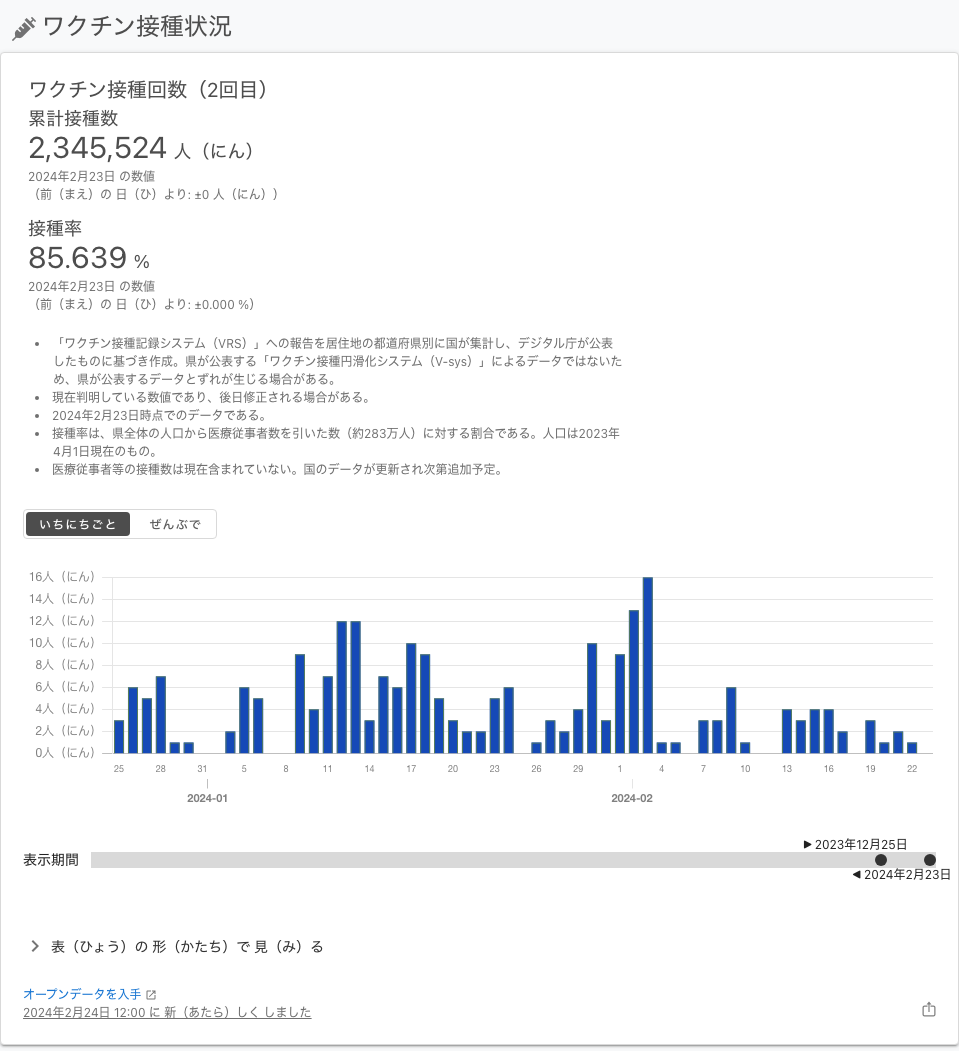 ワクチン接種状況
ワクチン接種回数（2回目）
累計接種数
2,345,524 人（にん）
2024年2月23日 の数値
（前（まえ）の 日（ひ）より: ±0 人（にん））
接種率
85.639 %
2024年2月23日 の数値
（前（まえ）の 日（ひ）より: ±0.000 %）
• 「ワクチン接種記録システム（VRS）」への報告を居住地の都道府県別に国が集計し、デジタル庁が公表
したものに基づき作成。県が公表する「ワクチン接種円滑化システム（V-sys）」によるデータではないた
め、県が公表するデータとずれが生じる場合がある。
• 現在判明している数値であり、後日修正される場合がある。
• 2024年2月23日時点でのデータである。
• 接種率は、県全体の人口から医療従事者数を引いた数（約283万人）に対する割合である。人口は2023年
4月1日現在のもの。
• 医療従事者等の接種数は現在含まれていない。国のデータが更新され次第追加予定。
いちにちごと ぜんぶで
16人（にん）
14人（にん）
12人（にん）
10人（にん）
8人（にん）
6人（にん）
4人（にん）
2人（にん）
0人（にん）
25 28 31 5 8 11 14 17 20 23 26 29 1 4 7 10 13 16 19 22
2024-01 2024-02
2023年12月25日
表示期間
2024年2月23日
表（ひょう）の 形（かたち）で 見（み）る
オープンデータを入手
2024年2月24日 12:00 に 新（あたら）しく しました